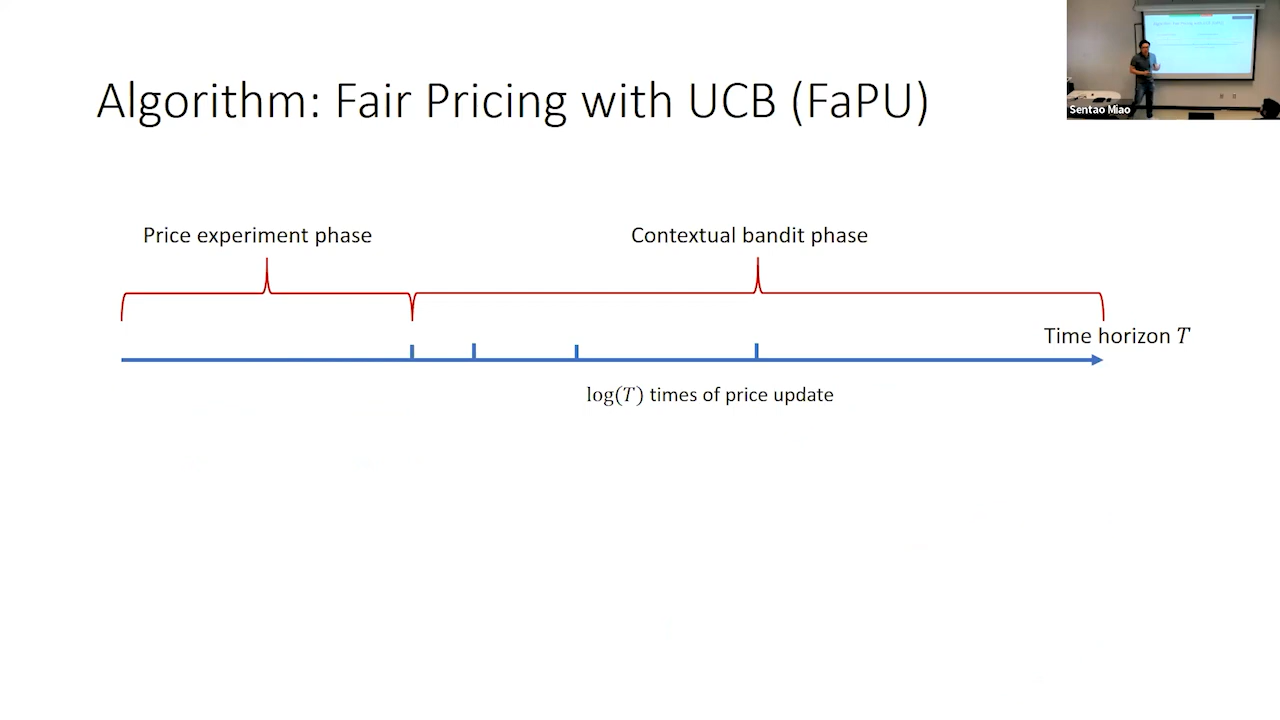 Algorithm: Fair Pricing with UCB (FaPU)
Sentao Miao
Price experiment phase
Contextual bandit phase
Time horizon T
log(T) times of price update